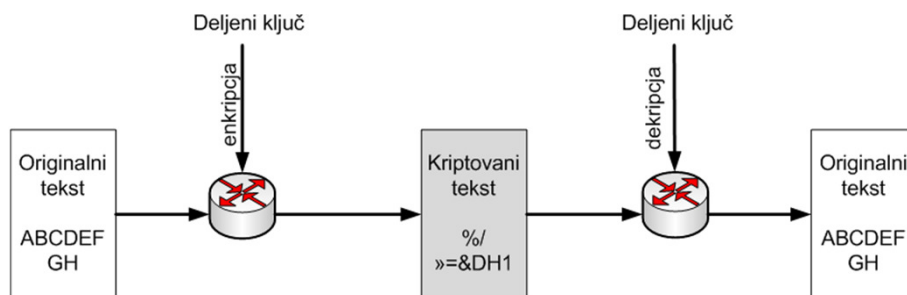 Deljeni ključ
Deljeni ključ
enkripcja
dekripcja
Originalni
tekst
ABCDEF
GH
Kriptovani
tekst
%/
»=&DH1
Originalni
tekst
ABCDEF
GH